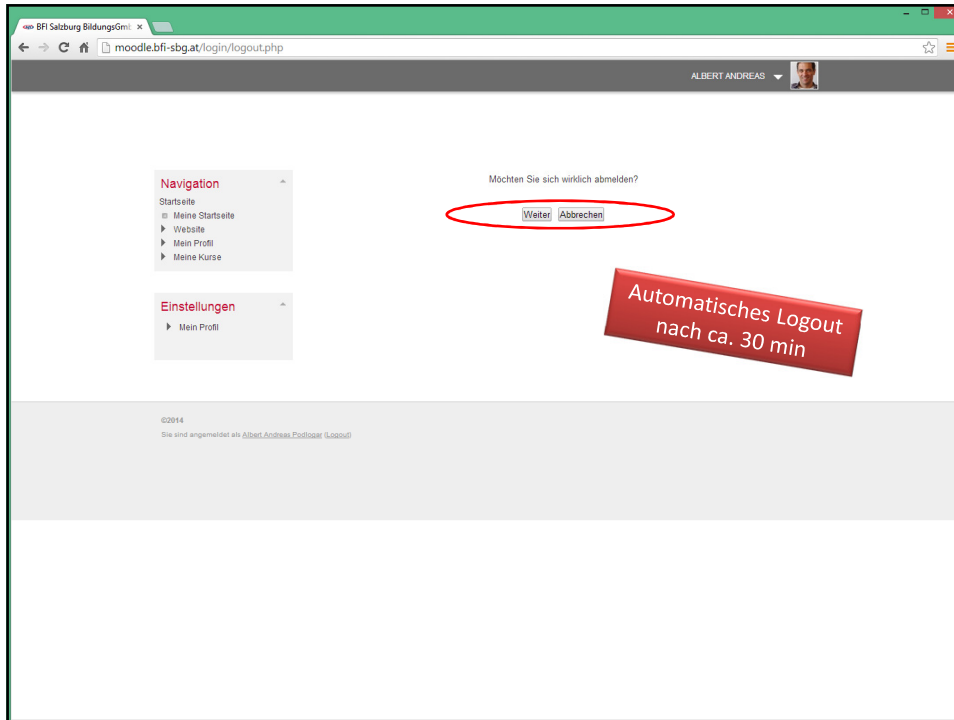 BFI Salzburg BildungsGmb
moodle.bfi-sbg.at/login/logout.php
ALBERT ANDREAS
Navigation
Startseite
Meine Startseite
Website
Mein Profil
Meine Kurse
Möchten Sie sich wirklich abmelden?
Weiter Abbrechen
Einstellungen
Mein Profil
Automatisches Logout
nach ca. 30 min
©2014
Sie sind angemeldet als Albert Andreas Podlogar (Logout)